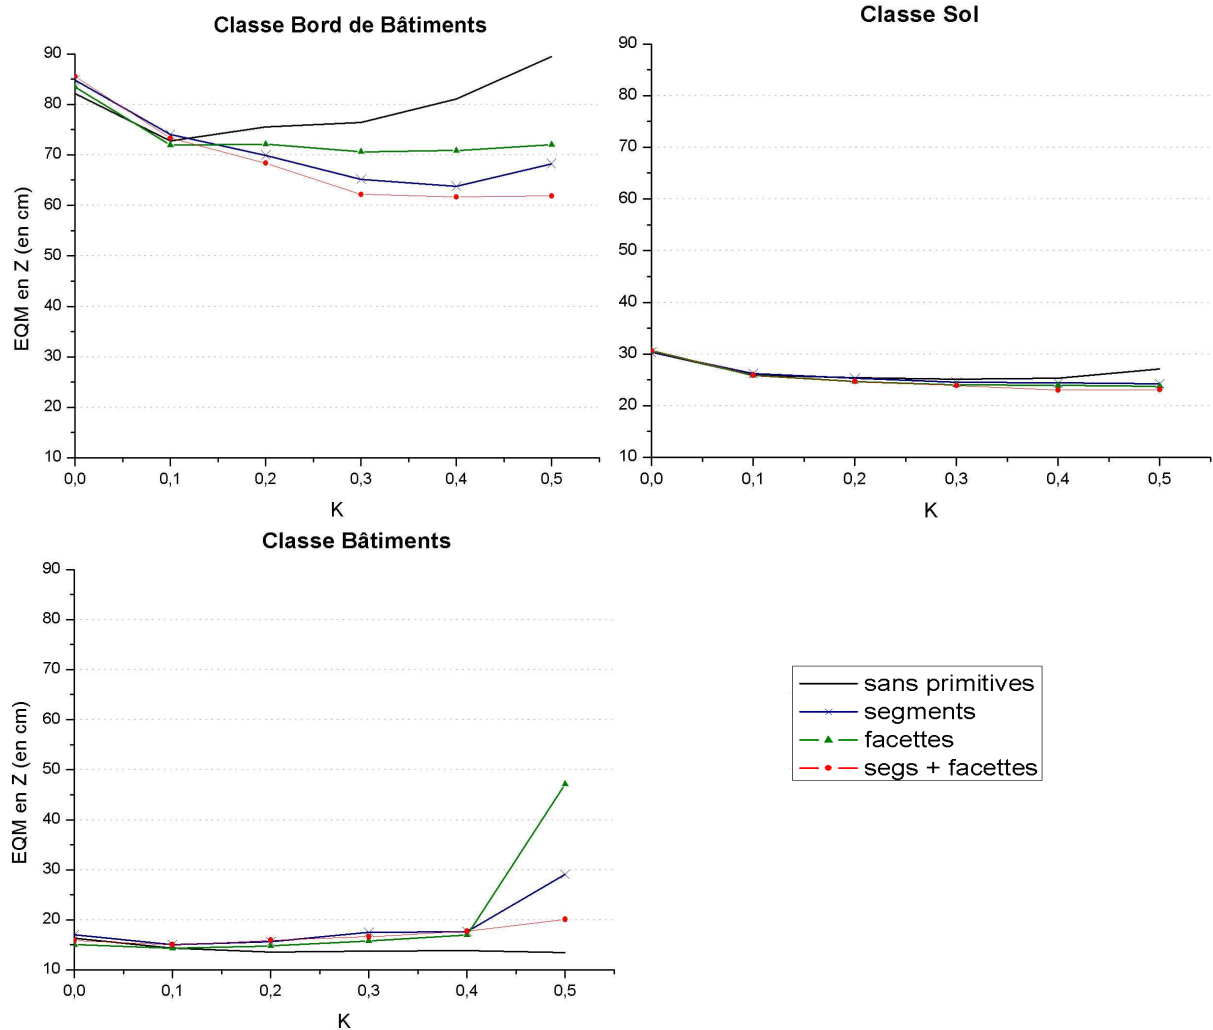 Classe Bord de Bâtiments
90
80
70
60
50
40
30
20
10
0,0 0,1 0,2 0,3 0,4 0,5
EQM en Z (en cm)
K
Classe Sol
90
80
70
60
50
40
30
20
10
0,0 0,1 0,2 0,3 0,4 0,5
K
Classe Bâtiments
90
80
70
60
50
40
30
20
10
0,0 0,1 0,2 0,3 0,4 0,5
EQM en Z (en cm)
K
sans primitives
segments
facettes
segs + facettes